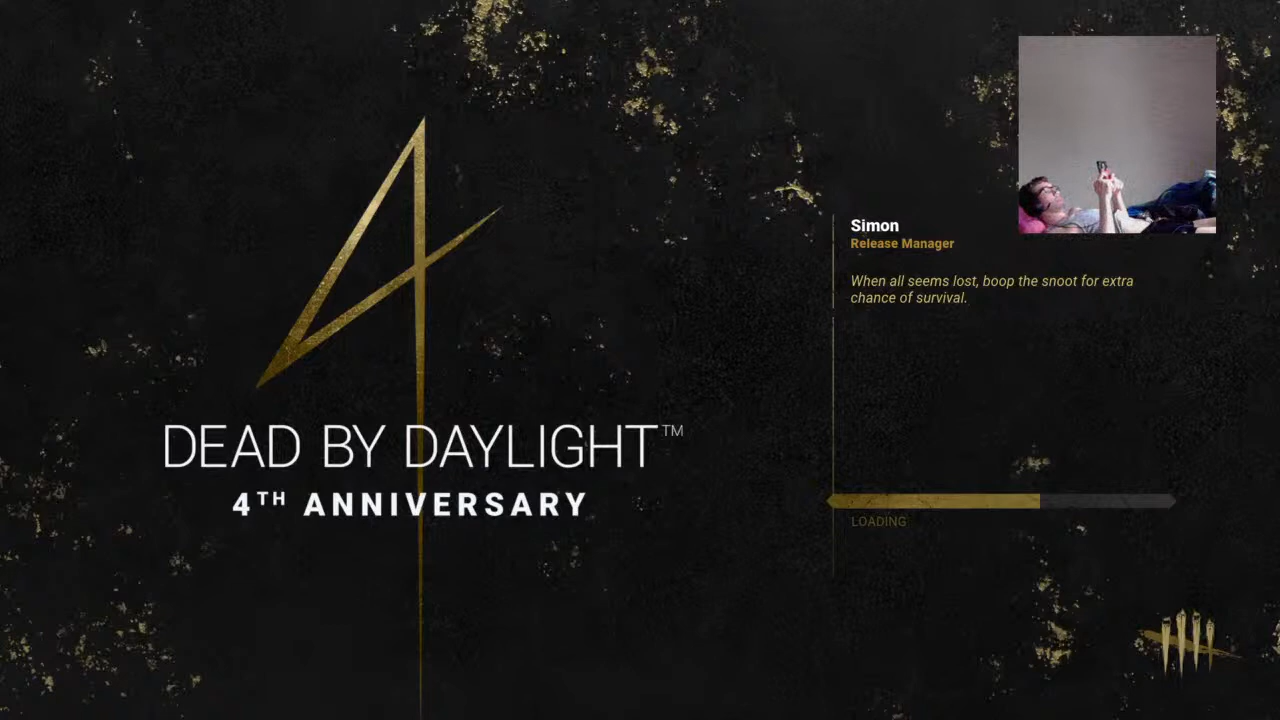 Simon
Release Manager
When all seems lost, boop the snoot for extra
chance of survival.
DEAD BY DAYLIGHT™
4TH ANNIVERSARY
LOADING